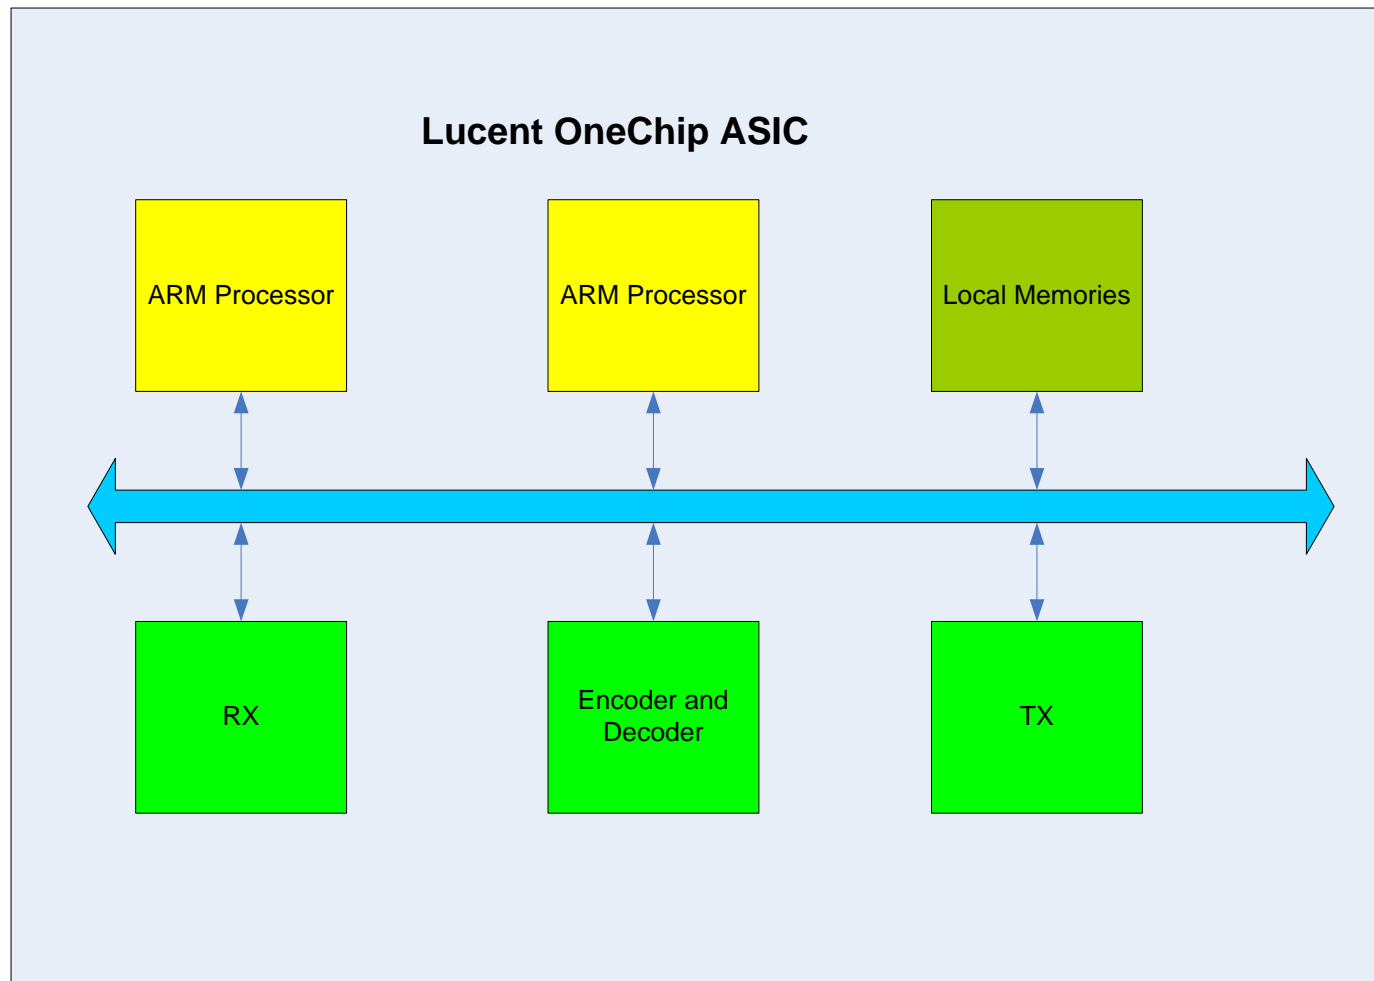 Lucent OneChip ASIC
ARM Processor
ARM Processor
Local Memories
RX
Encoder and
Decoder
TX